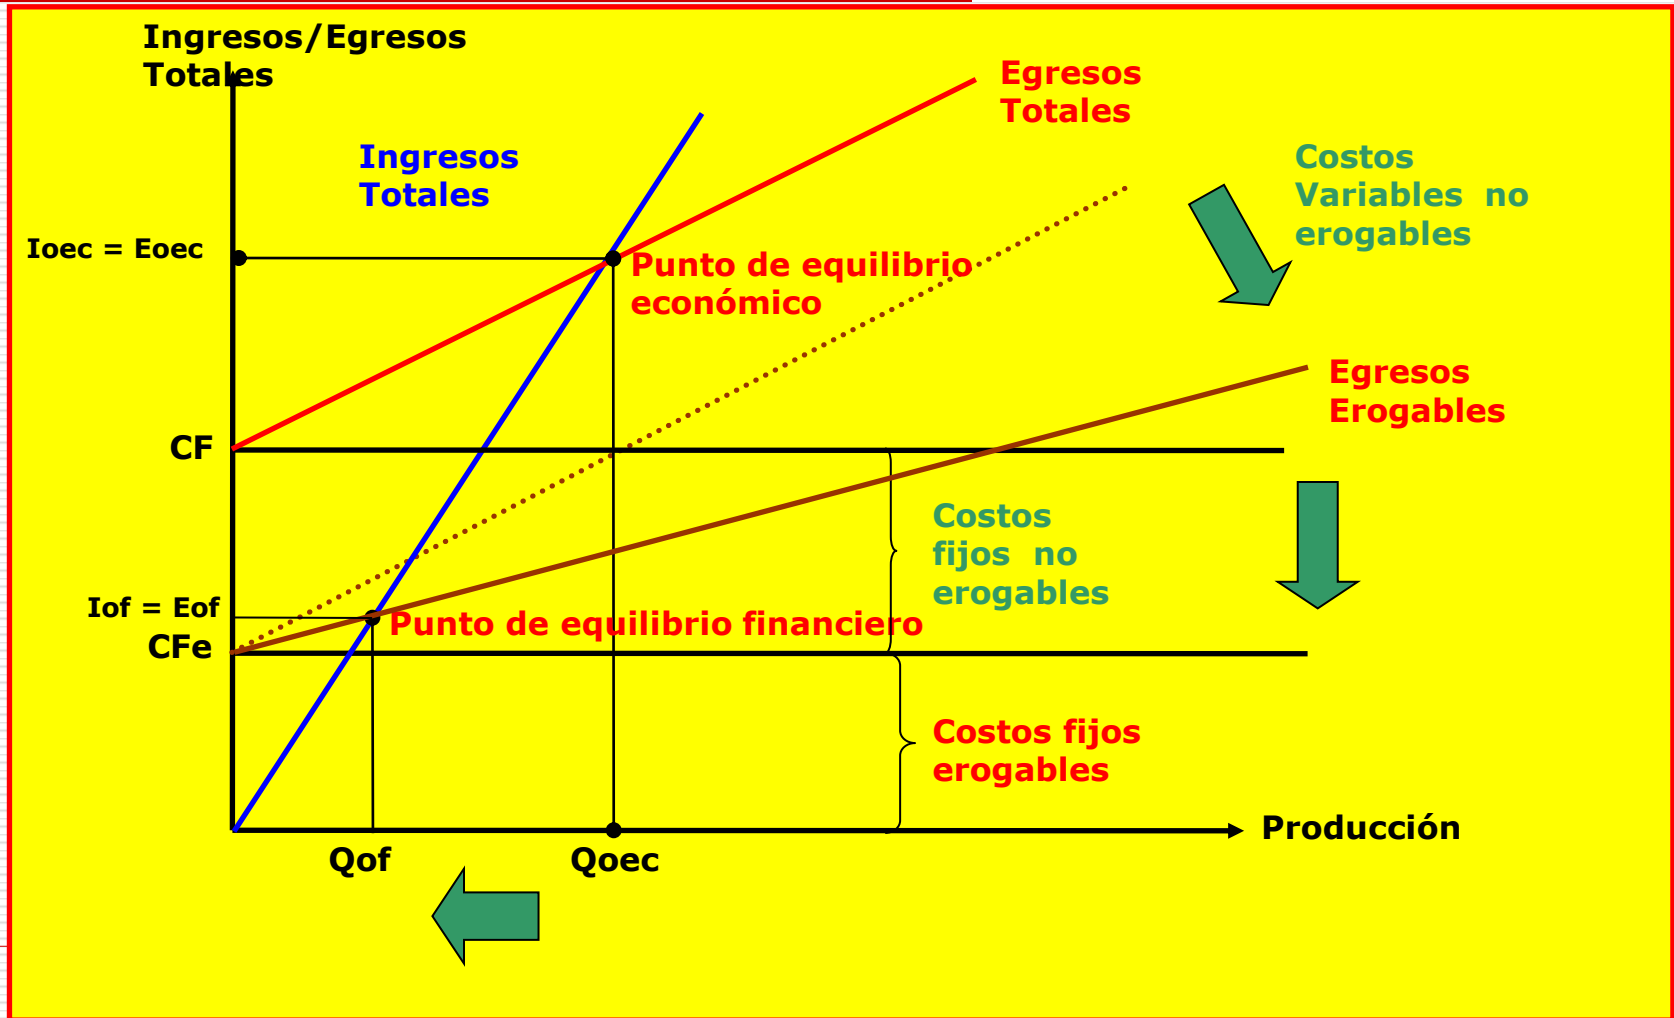 Ingresos/Egresos
Totales
Egresos
Totales
Ingresos
Totales
Costos
Variables no
erogables
Ioec = Eoec
Punto de equilibrio
económico
Egresos
Erogables
CF
Costos
fijos no
erogables
Iof = Eof
Punto de equilibrio financiero
CFe
Costos fijos
erogables
Producción
Qof
Qoec